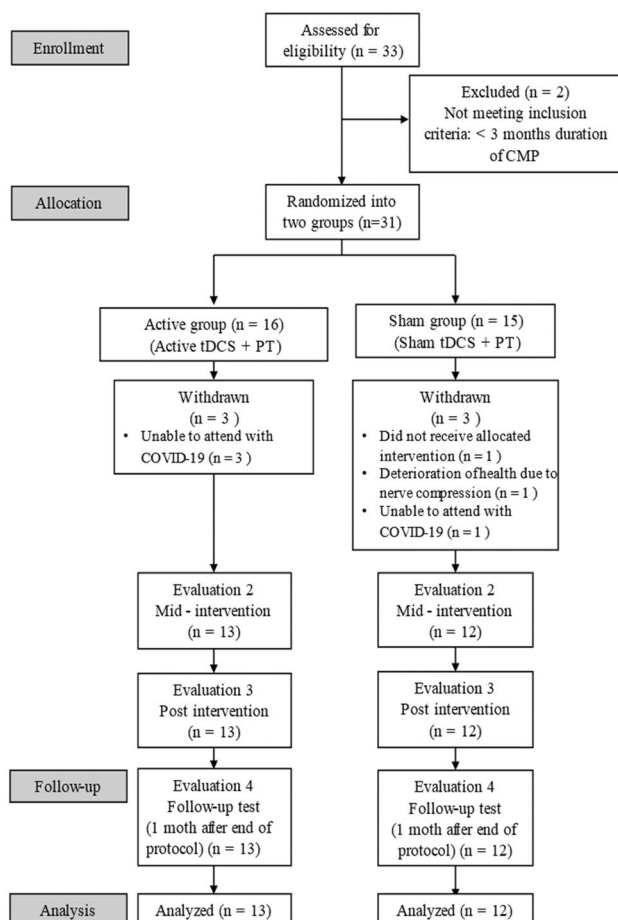 Enrollment
Assessed for
eligibility (n = 33)
Excluded (n = 2)
Not meeting inclusion
criteria: < 3 months duration
of CMP
Allocation
Randomized into
two groups (n=31)
Active group (n = 16)
(Active tDCS + PT)
Sham group (n = 15)
(Sham tDCS + PT)
Withdrawn
(n = 3 )
• Unable to attend with
COVID-19 (n = 3 )
Withdrawn
(n = 3 )
• Did not receive allocated
intervention (n = 1 )
• Deterioration of health due to
nerve compression (n = 1 )
• Unable to attend with
COVID-19 (n = 1 )
Evaluation 2
Mid - intervention
(n = 13)
Evaluation 2
Mid - intervention
(n = 12)
Evaluation 3
Post intervention
(n = 13)
Evaluation 3
Post intervention
(n = 12)
Follow-up
Evaluation 4
Follow-up test
(1 moth after end of
protocol) (n = 13)
Evaluation 4
Follow-up test
(1 moth after end of
protocol) (n = 12)
Analysis
Analyzed (n = 13)
Analyzed (n = 12)